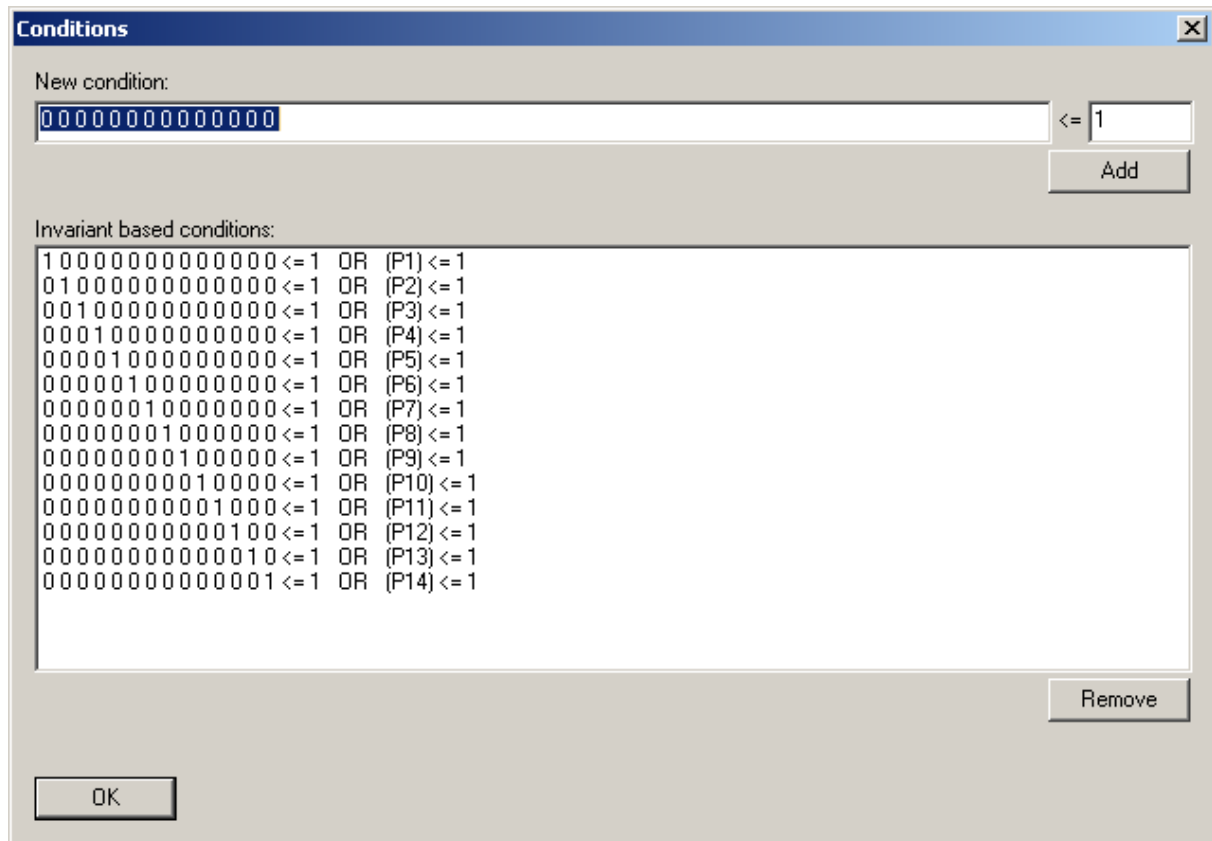 Conditions
New condition:
0 0 0 0 0 0 0 0 0 0 0 0 0 0
<= 1
Add
Invariant based conditions:
1 0 0 0 0 0 0 0 0 0 0 0 0 0 <= 1 OR (P1) <= 1
0 1 0 0 0 0 0 0 0 0 0 0 0 0 <= 1 OR (P2) <= 1
0 0 1 0 0 0 0 0 0 0 0 0 0 0 <= 1 OR (P3) <= 1
0 0 0 1 0 0 0 0 0 0 0 0 0 0 <= 1 OR (P4) <= 1
0 0 0 0 1 0 0 0 0 0 0 0 0 0 <= 1 OR (P5) <= 1
0 0 0 0 0 1 0 0 0 0 0 0 0 0 <= 1 OR (P6) <= 1
0 0 0 0 0 0 1 0 0 0 0 0 0 0 <= 1 OR (P7) <= 1
0 0 0 0 0 0 0 1 0 0 0 0 0 0 <= 1 OR (P8) <= 1
0 0 0 0 0 0 0 0 1 0 0 0 0 0 <= 1 OR (P9) <= 1
0 0 0 0 0 0 0 0 0 1 0 0 0 0 <= 1 OR (P10) <= 1
0 0 0 0 0 0 0 0 0 0 1 0 0 0 <= 1 OR (P11) <= 1
0 0 0 0 0 0 0 0 0 0 0 1 0 0 <= 1 OR (P12) <= 1
0 0 0 0 0 0 0 0 0 0 0 0 1 0 <= 1 OR (P13) <= 1
0 0 0 0 0 0 0 0 0 0 0 0 0 1 <= 1 OR (P14) <= 1
Remove
OK